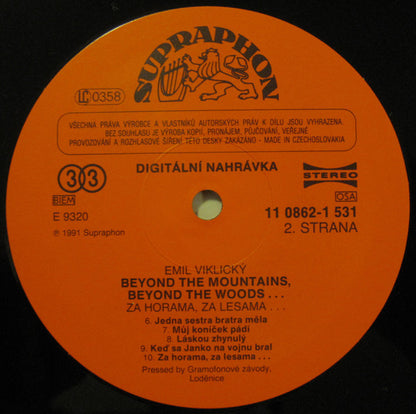 SUPRAPHON
LC 0358
VŠECHNA PRÁVA VÝROBCE A VLASTNÍKŮ AUTORSKÝCH PRÁV K DÍLU JSOU VYHRAZENA.
BEZ SOUHLASU JE VÝROBA KOPIÍ, PRONÁJEM, PŮJČOVÁNÍ, VEŘEJNÉ
PROVOZOVÁNÍ A ROZHLASOVÉ ŠÍŘENÍ TÉTO DESKY ZAKÁZÁNO - MADE IN CZECHOSLOVAKIA
DIGITÁLNÍ NAHRÁVKA
33
STEREO
BIEM
OSA
E 9320
11 0862-1 531
℗ 1991 Supraphon
2. STRANA
EMIL VIKLICKÝ
BEYOND THE MOUNTAINS,
BEYOND THE WOODS . . .
ZA HORAMA, ZA LESAMA . . .
6. Jedna sestra bratra měla
7. Můj koníček pádí
8. Láskou zhynulý
9. Keď sa Janko na vojnu bral
10. Za horama, za lesama . . .
Pressed by Gramofonové závody,
Loděnice